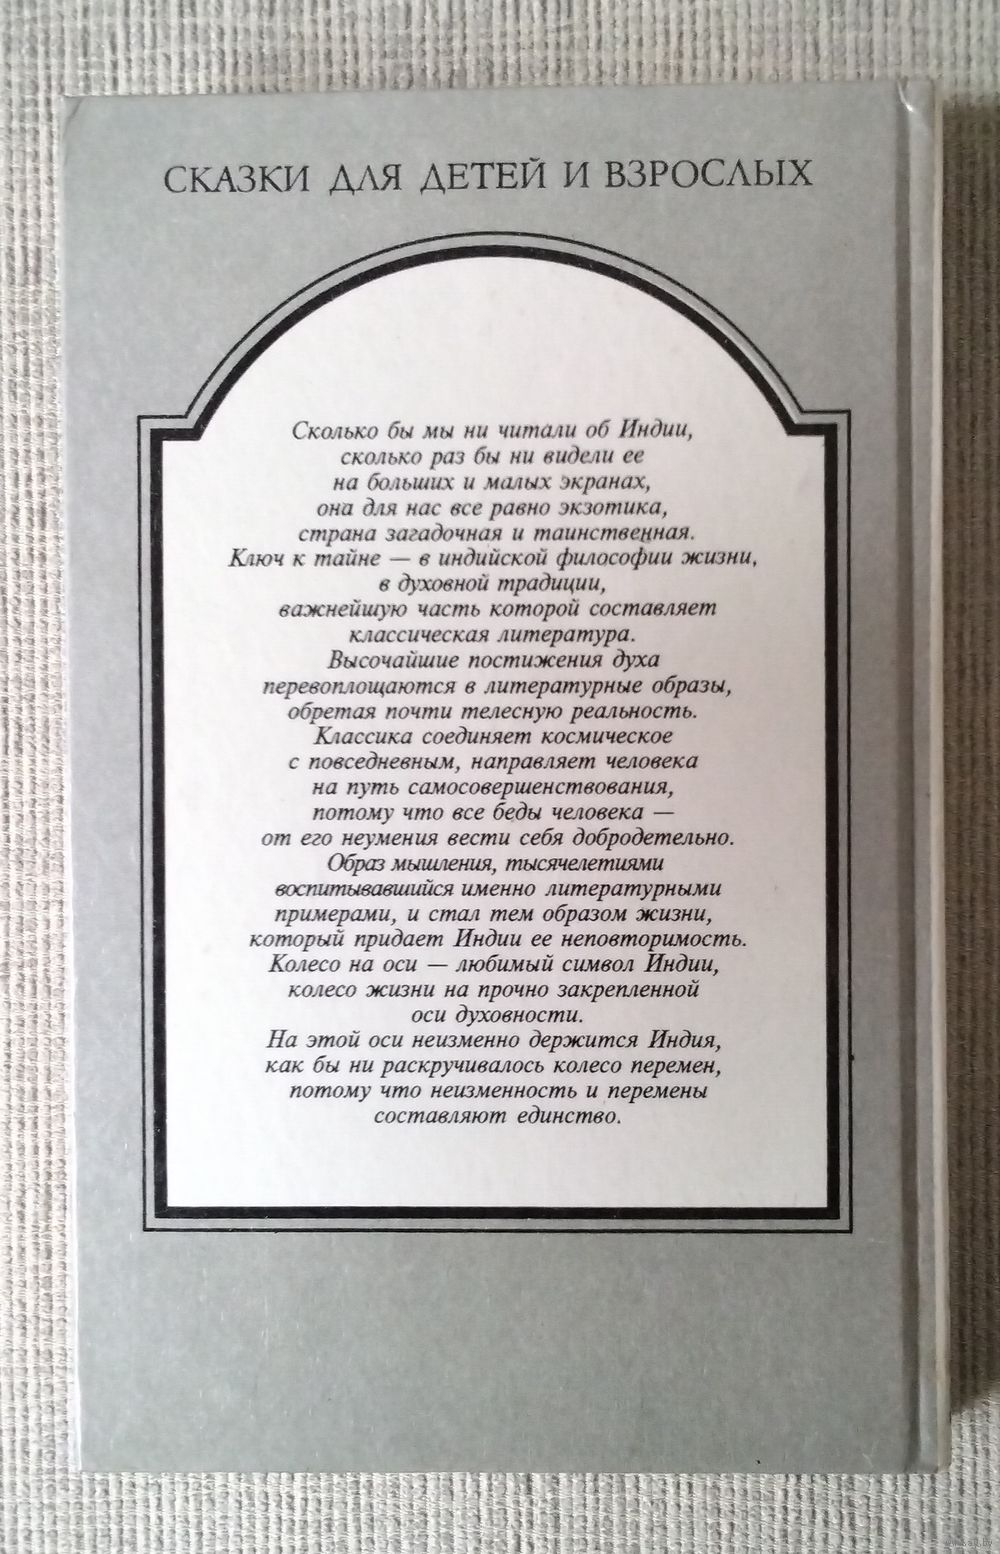 СКАЗКИ ДЛЯ ДЕТЕЙ И ВЗРОСЛЫХ
Сколько бы мы ни читали об Индии,
сколько раз бы ни видели ее
на больших и малых экранах,
она для нас все равно экзотика,
страна загадочная и таинственная.
Ключ к тайне — в индийской философии жизни,
в духовной традиции,
важнейшую часть которой составляет
классическая литература.
Высочайшие постижения духа
перевоплощаются в литературные образы,
обретая почти телесную реальность.
Классика соединяет космическое
с повседневным, направляет человека
на путь самосовершенствования,
потому что все беды человека —
от его неумения вести себя добродетельно.
Образ мышления, тысячелетиями
воспитывавшийся именно литературными
примерами, и стал тем образом жизни,
который придает Индии ее неповторимость.
Колесо на оси — любимый символ Индии,
колесо жизни на прочно закрепленной
оси духовности.
На этой оси неизменно держится Индия,
как бы ни раскручивалось колесо перемен,
потому что неизменность и перемены
составляют единство.